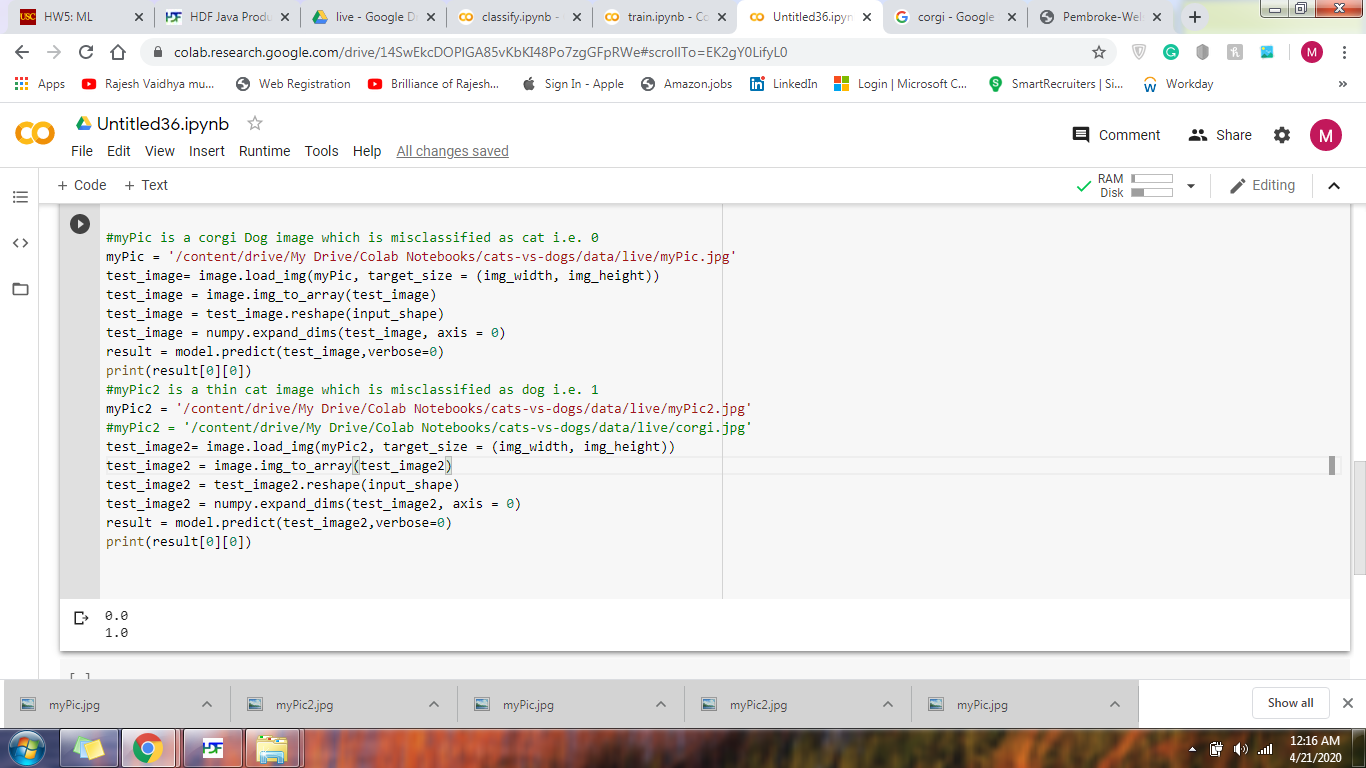 HW5: ML
HDF Java Produ
live - Google D
classify.ipynb -
train.ipynb - Co
Untitled36.ipyn
corgi - Google
Pembroke-Wel
colab.research.google.com/drive/14SwEkcDOPIGA85vKbKI48Po7zgGFpRWe#scrollTo=EK2gY0LifyL0
Apps
Rajesh Vaidhya mu...
Web Registration
Brilliance of Rajesh...
Sign In - Apple
Amazon.jobs
LinkedIn
Login | Microsoft C...
SmartRecruiters | Si...
Workday
Untitled36.ipynb
Comment
Share
M
File Edit View Insert Runtime Tools Help All changes saved
+ Code + Text
RAM
Disk
Editing
#myPic is a corgi Dog image which is misclassified as cat i.e. 0
myPic = '/content/drive/My Drive/Colab Notebooks/cats-vs-dogs/data/live/myPic.jpg'
test_image= image.load_img(myPic, target_size = (img_width, img_height))
test_image = image.img_to_array(test_image)
test_image = test_image.reshape(input_shape)
test_image = numpy.expand_dims(test_image, axis = 0)
result = model.predict(test_image,verbose=0)
print(result[0][0])
#myPic2 is a thin cat image which is misclassified as dog i.e. 1
myPic2 = '/content/drive/My Drive/Colab Notebooks/cats-vs-dogs/data/live/myPic2.jpg'
#myPic2 = '/content/drive/My Drive/Colab Notebooks/cats-vs-dogs/data/live/corgi.jpg'
test_image2= image.load_img(myPic2, target_size = (img_width, img_height))
test_image2 = image.img_to_array(test_image2)
test_image2 = test_image2.reshape(input_shape)
test_image2 = numpy.expand_dims(test_image2, axis = 0)
result = model.predict(test_image2,verbose=0)
print(result[0][0])
0.0
1.0
myPic.jpg
myPic2.jpg
myPic.jpg
myPic2.jpg
myPic.jpg
Show all
12:16 AM
4/21/2020